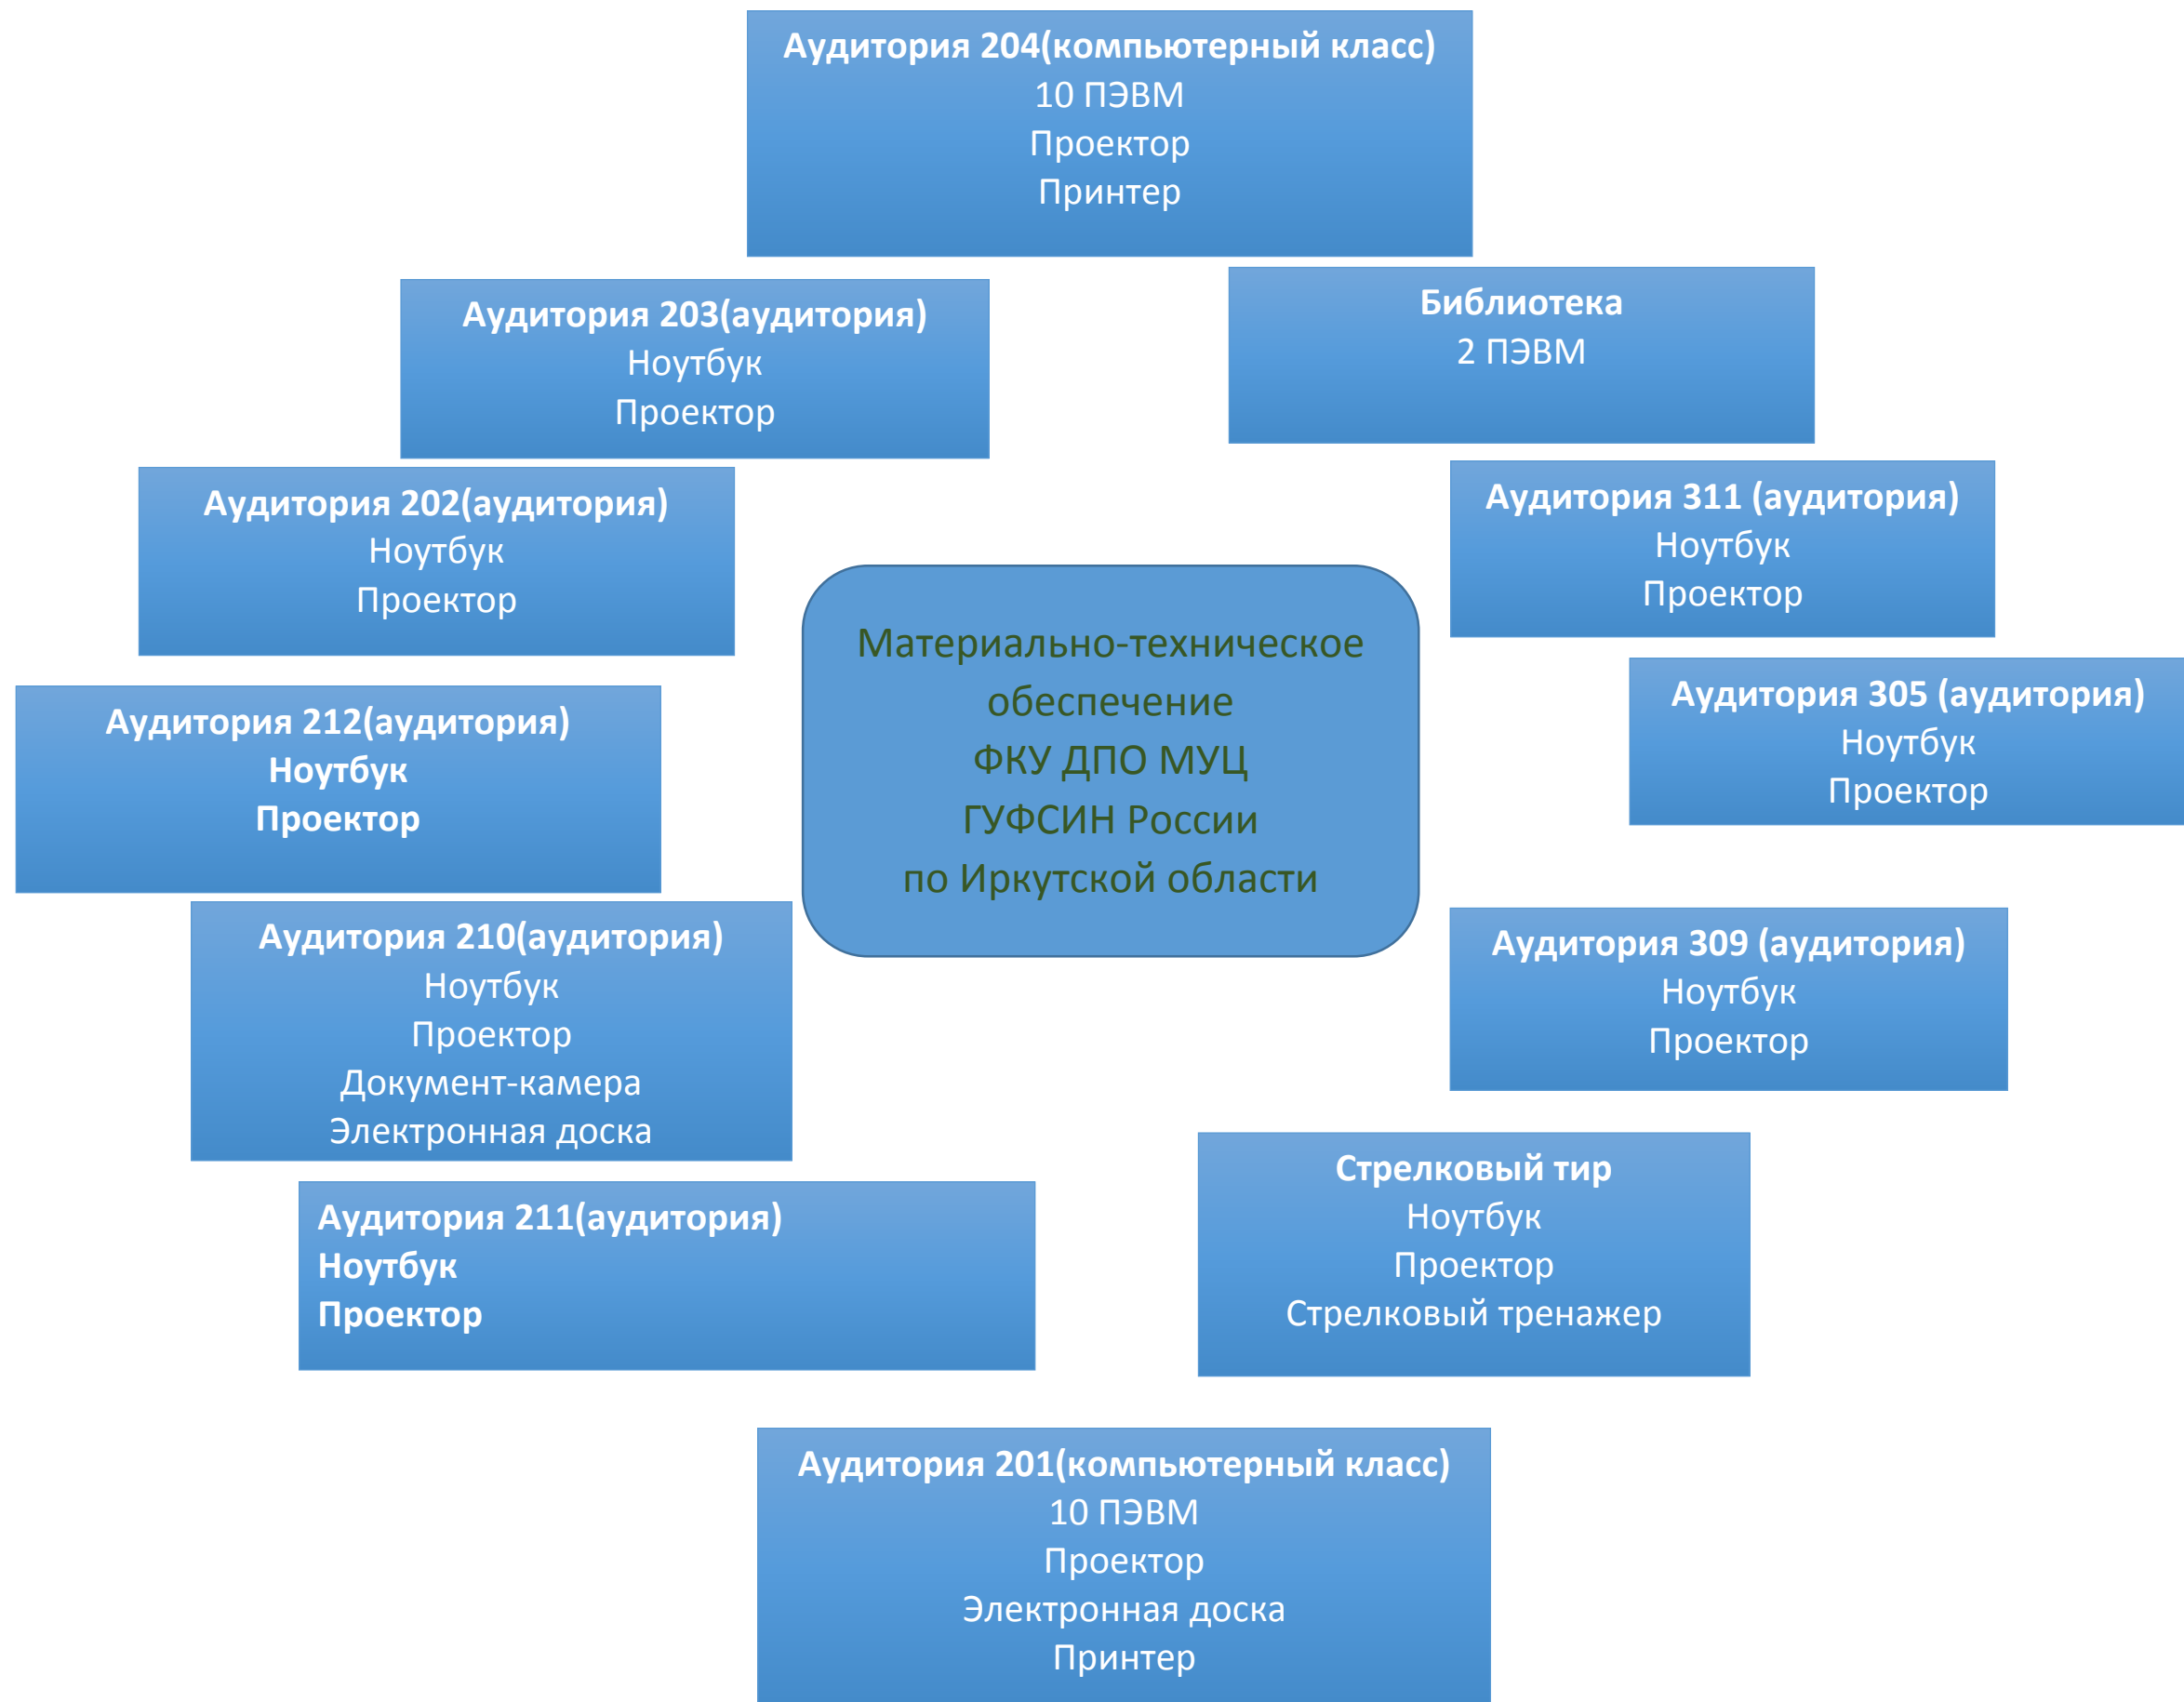 Аудитория 204(компьютерный класс)
10 ПЭВМ
Проектор
Принтер
Аудитория 203(аудитория)
Ноутбук
Проектор
Библиотека
2 ПЭВМ
Аудитория 202(аудитория)
Ноутбук
Проектор
Аудитория 311 (аудитория)
Ноутбук
Проектор
Материально-техническое
обеспечение
ФКУ ДПО МУЦ
ГУФСИН России
по Иркутской области
Аудитория 212(аудитория)
Ноутбук
Проектор
Аудитория 305 (аудитория)
Ноутбук
Проектор
Аудитория 210(аудитория)
Ноутбук
Проектор
Документ-камера
Электронная доска
Аудитория 309 (аудитория)
Ноутбук
Проектор
Аудитория 211(аудитория)
Ноутбук
Проектор
Стрелковый тир
Ноутбук
Проектор
Стрелковый тренажер
Аудитория 201(компьютерный класс)
10 ПЭВМ
Проектор
Электронная доска
Принтер